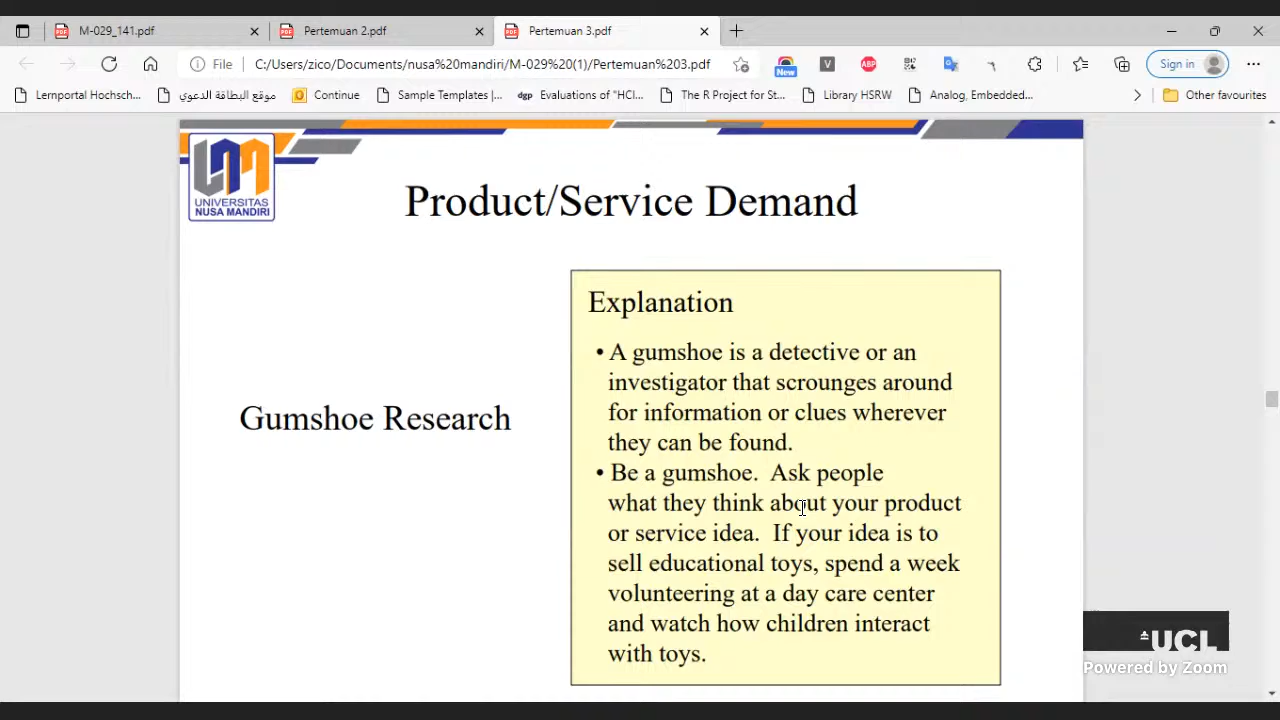 M-029_141.pdf
Pertemuan 2.pdf
Pertemuan 3.pdf
File C:/Users/zico/Documents/nusa%20mandiri/M-029%20(1)/Pertemuan%203.pdf
New
V
ABP
Sign in
Lernportal Hochsch...
موقع البطاقة الدعوي
Continue
Sample Templates |...
dgp Evaluations of "HCI...
The R Project for St...
Library HSRW
Analog, Embedded...
Other favourites
UNIVERSITAS
NUSA MANDIRI
Product/Service Demand
Gumshoe Research
Explanation
• A gumshoe is a detective or an
investigator that scrounges around
for information or clues wherever
they can be found.
• Be a gumshoe.  Ask people
what they think about your product
or service idea.  If your idea is to
sell educational toys, spend a week
volunteering at a day care center
and watch how children interact
with toys.
UCL
Powered by Zoom